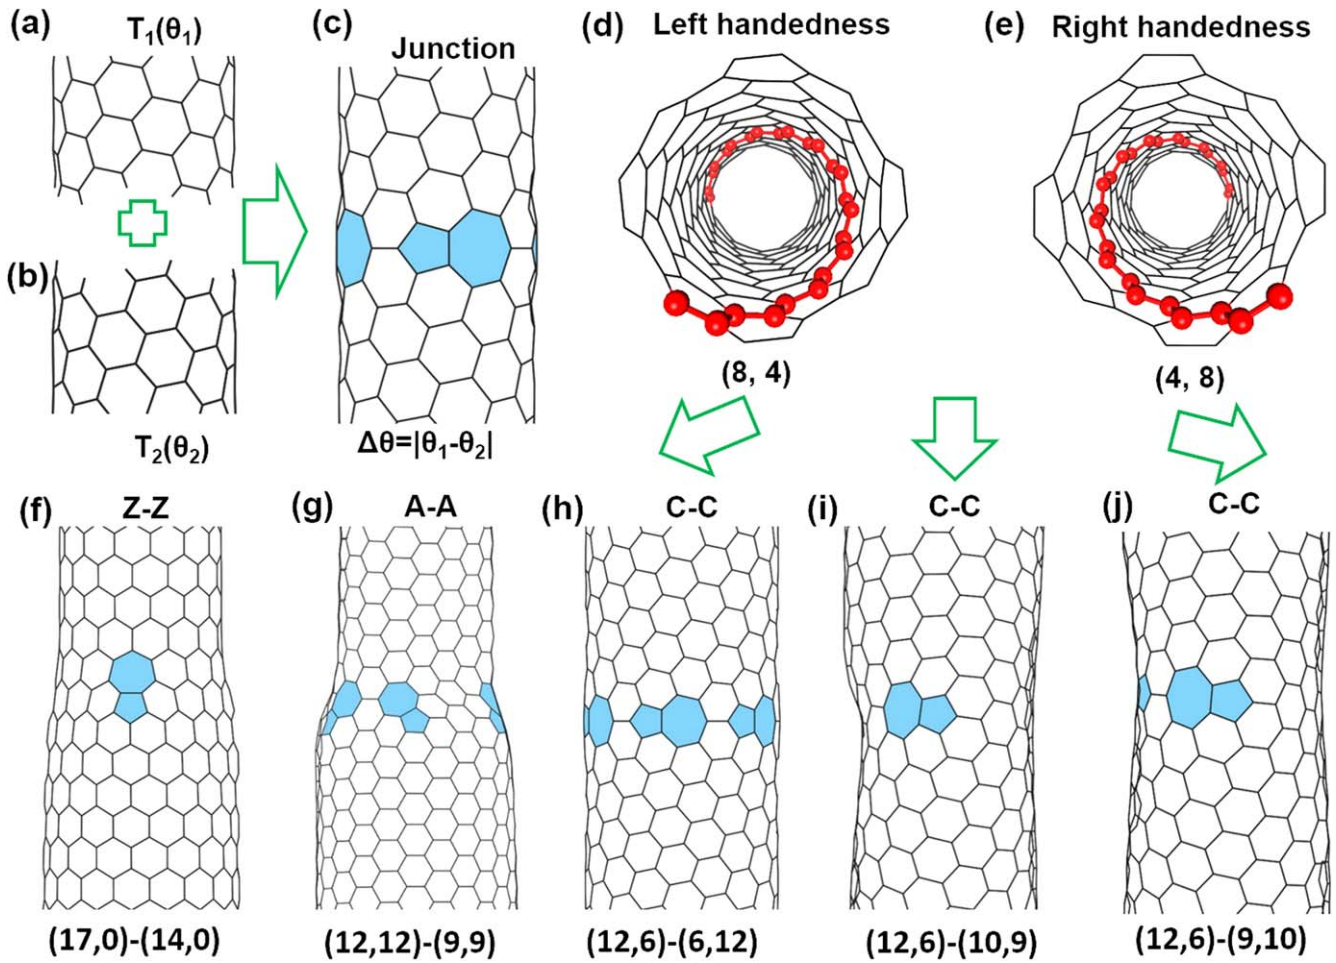 (a)
T1(θ1)
(b)
T2(θ2)
(c)
Junction
Δθ=|θ1-θ2|
(d)
Left handedness
(8, 4)
(e)
Right handedness
(4, 8)
(f)
Z-Z
(17,0)-(14,0)
(g)
A-A
(12,12)-(9,9)
(h)
C-C
(12,6)-(6,12)
(i)
C-C
(12,6)-(10,9)
(j)
C-C
(12,6)-(9,10)